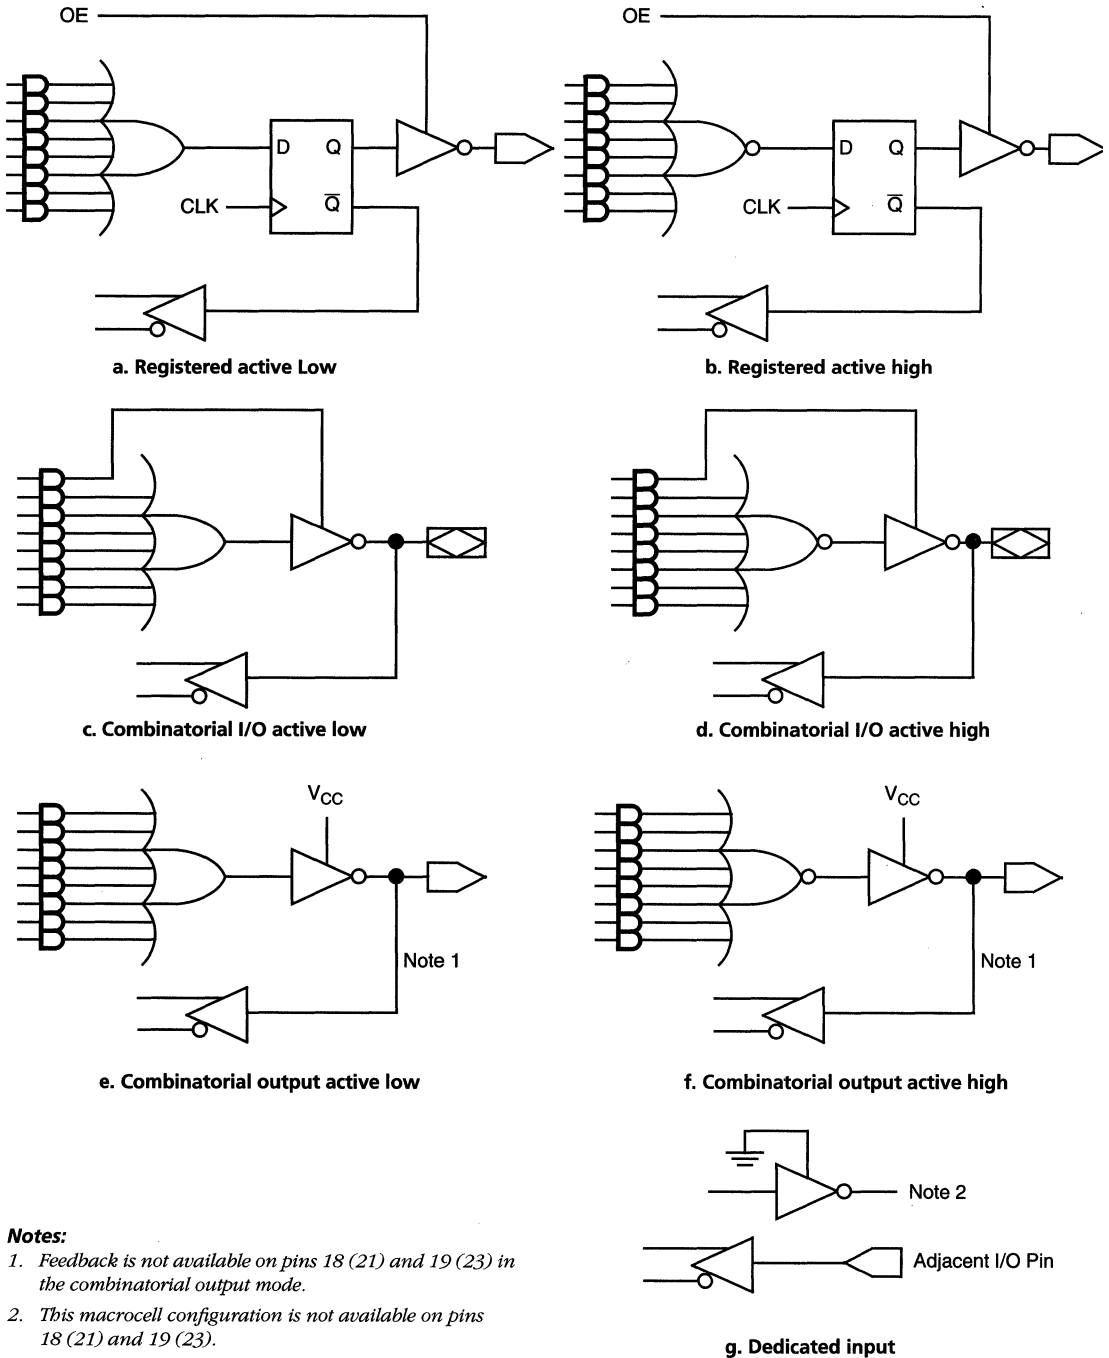 OE
OE
D Q
CLK Q̅
D Q
CLK Q̅
a. Registered active Low
b. Registered active high
c. Combinatorial I/O active low
d. Combinatorial I/O active high
VCC
VCC
Note 1
Note 1
e. Combinatorial output active low
f. Combinatorial output active high
Note 2
Adjacent I/O Pin
g. Dedicated input
Notes:
1. Feedback is not available on pins 18 (21) and 19 (23) in
the combinatorial output mode.
2. This macrocell configuration is not available on pins
18 (21) and 19 (23).